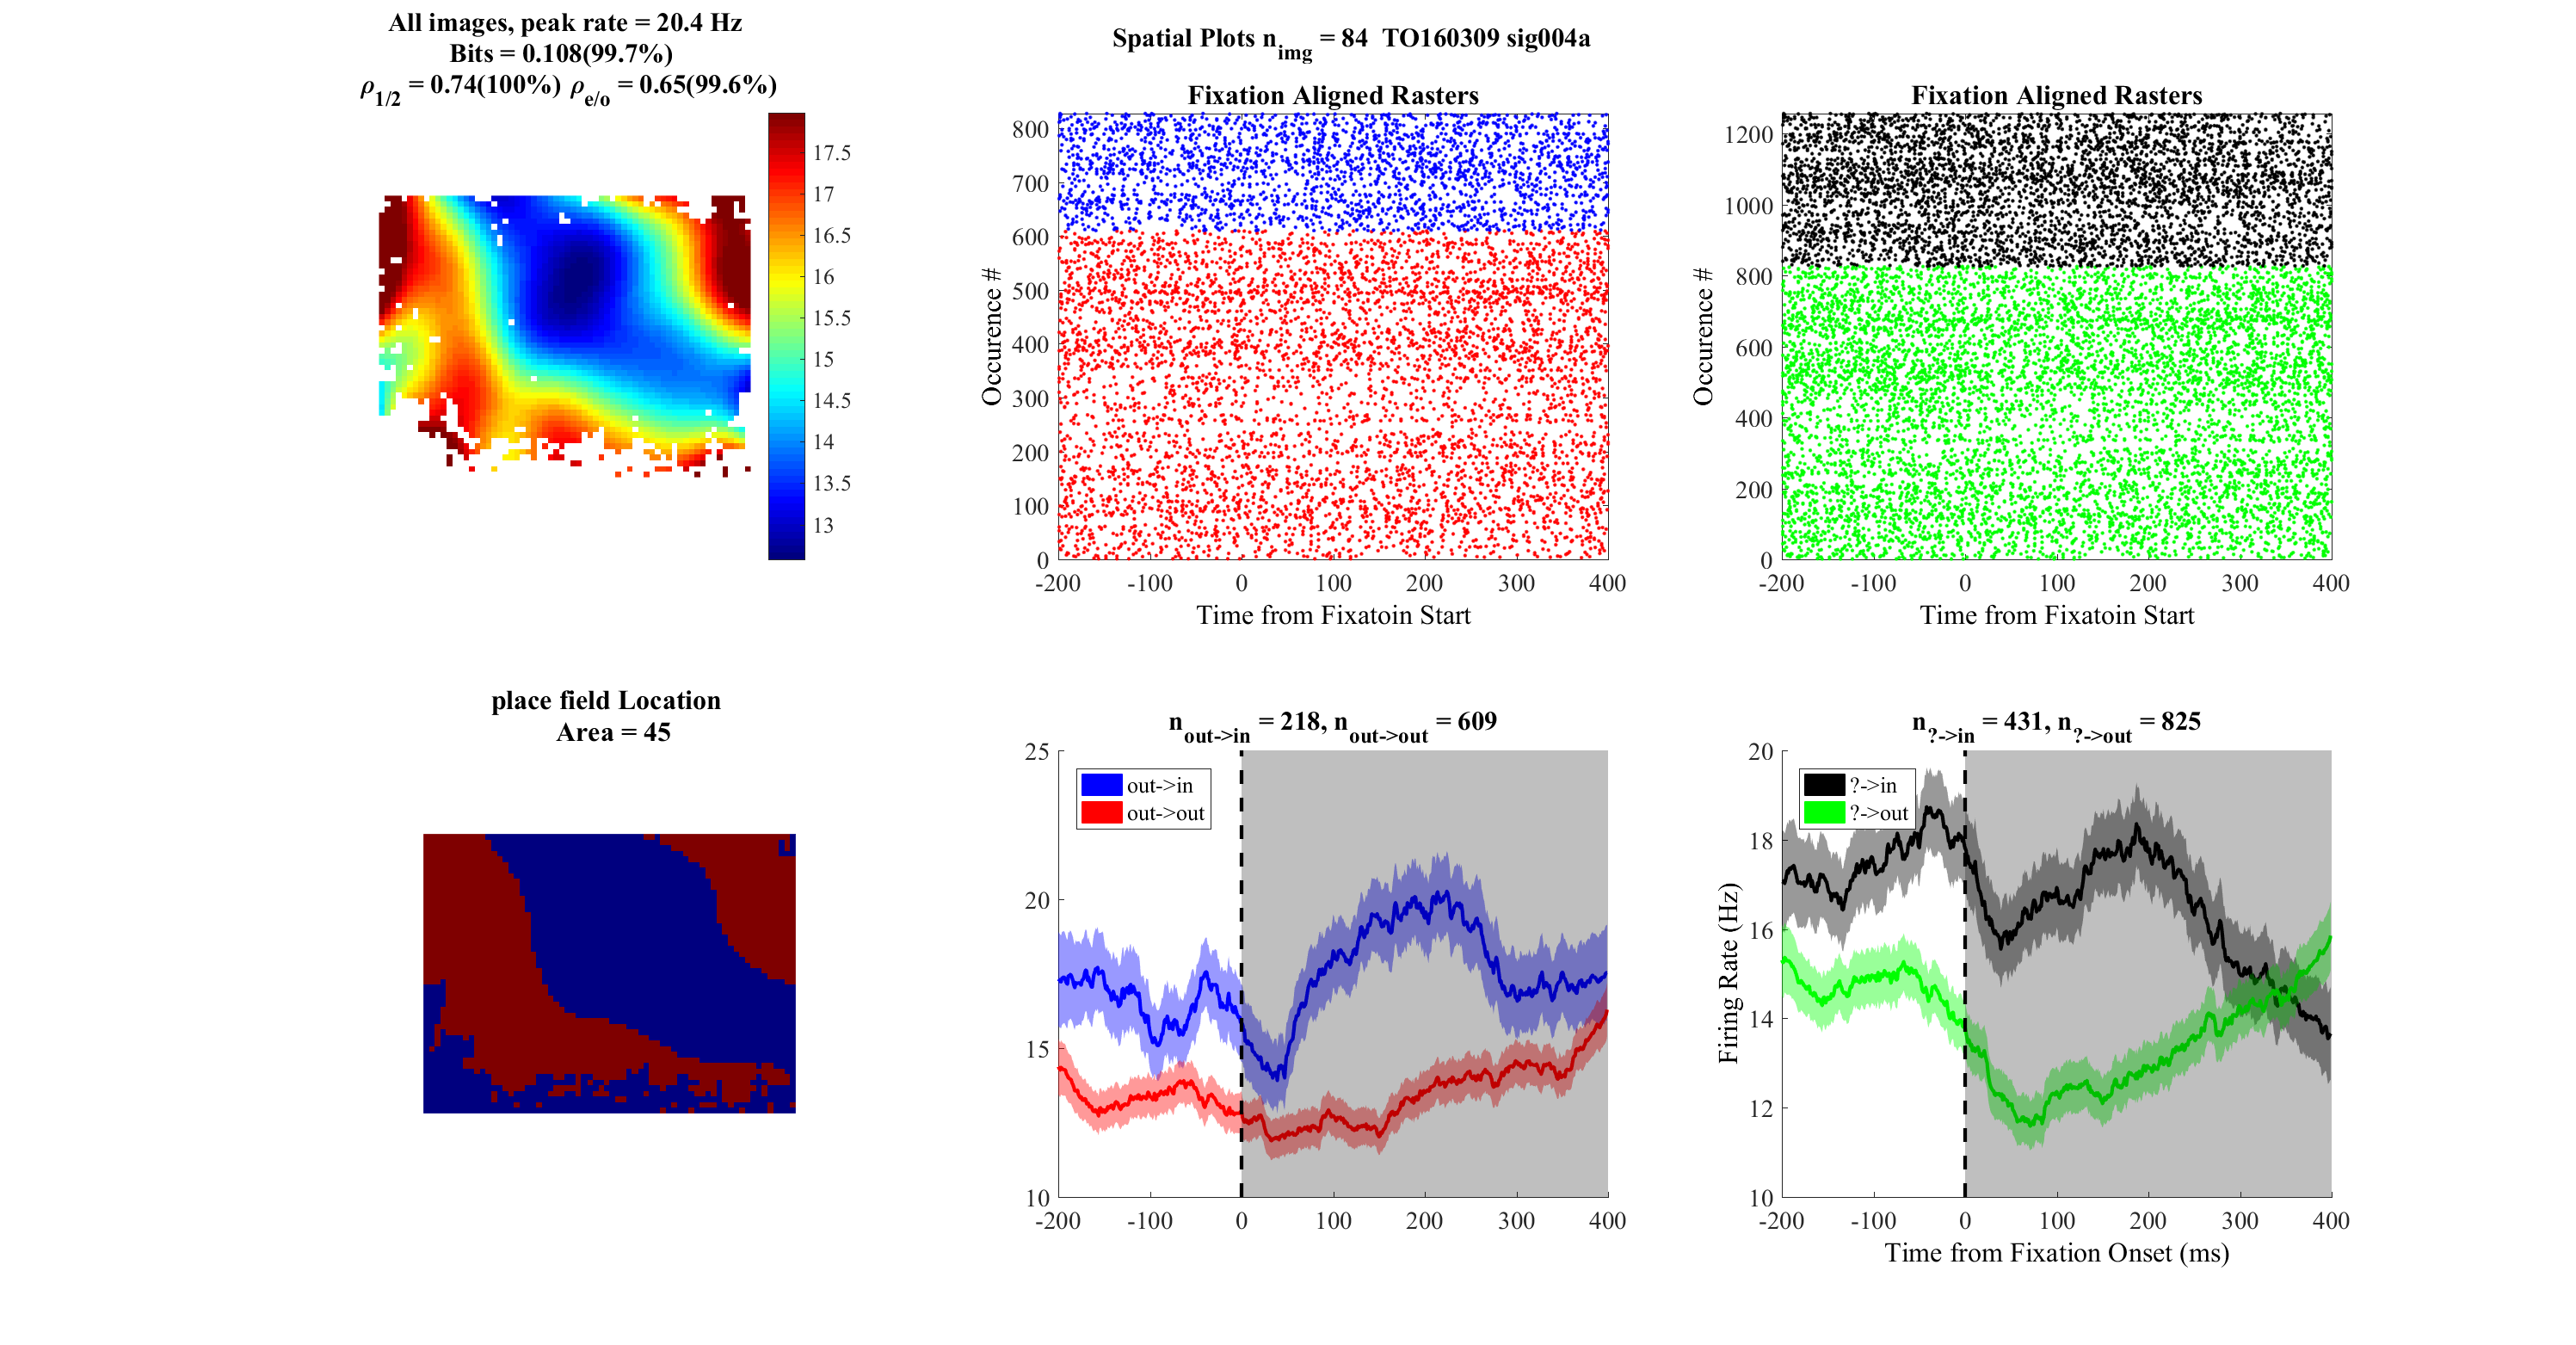 All images, peak rate = 20.4 Hz
Bits = 0.108(99.7%)
ρ1/2 = 0.74(100%) ρe/o = 0.65(99.6%)
17.5
17
16.5
16
15.5
15
14.5
14
13.5
13
Spatial Plots nimg = 84 TO160309 sig004a
Fixation Aligned Rasters
Occurence #
800
700
600
500
400
300
200
100
0
-200 -100 0 100 200 300 400
Time from Fixatoin Start
Fixation Aligned Rasters
Occurence #
1200
1000
800
600
400
200
0
-200 -100 0 100 200 300 400
Time from Fixatoin Start
place field Location
Area = 45
nout->in = 218, nout->out = 609
out->in
out->out
25
20
15
10
-200 -100 0 100 200 300 400
n?->in = 431, n?->out = 825
?->in
?->out
Firing Rate (Hz)
20
18
16
14
12
10
-200 -100 0 100 200 300 400
Time from Fixation Onset (ms)